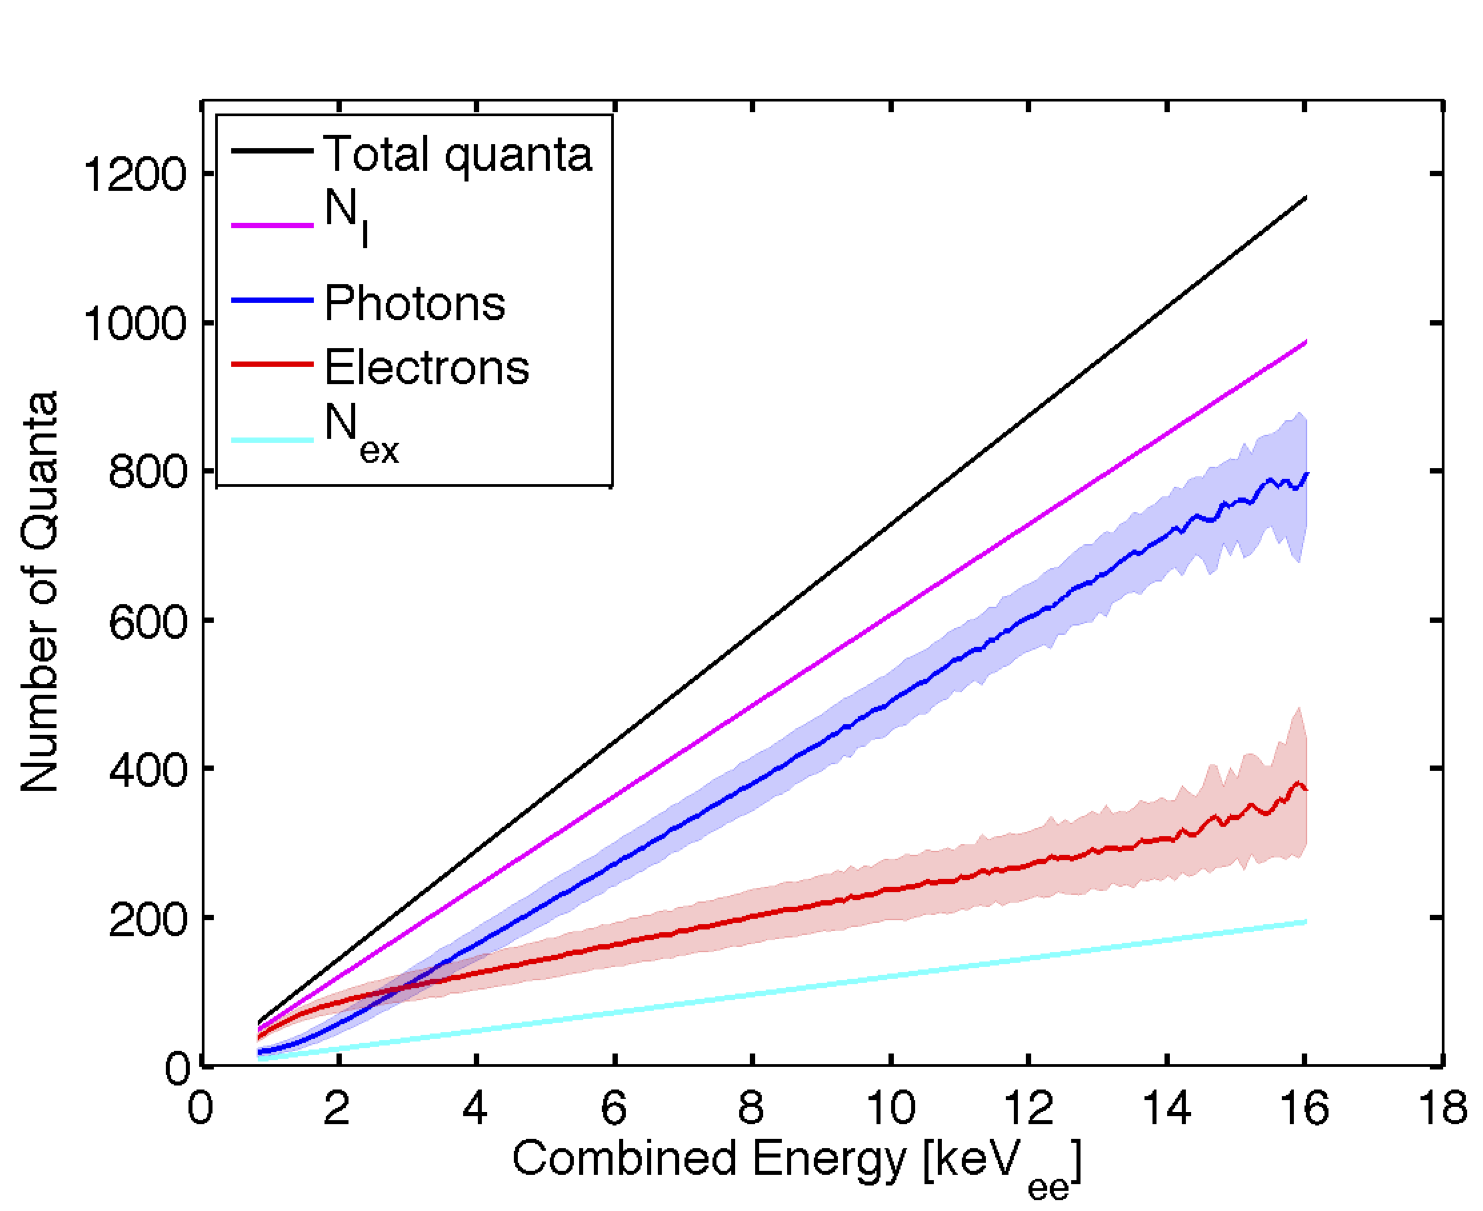 Total quanta
N_I
Photons
Electrons
N_ex
1200
1000
800
600
400
200
0
Number of Quanta
0 2 4 6 8 10 12 14 16 18
Combined Energy [keV_ee]